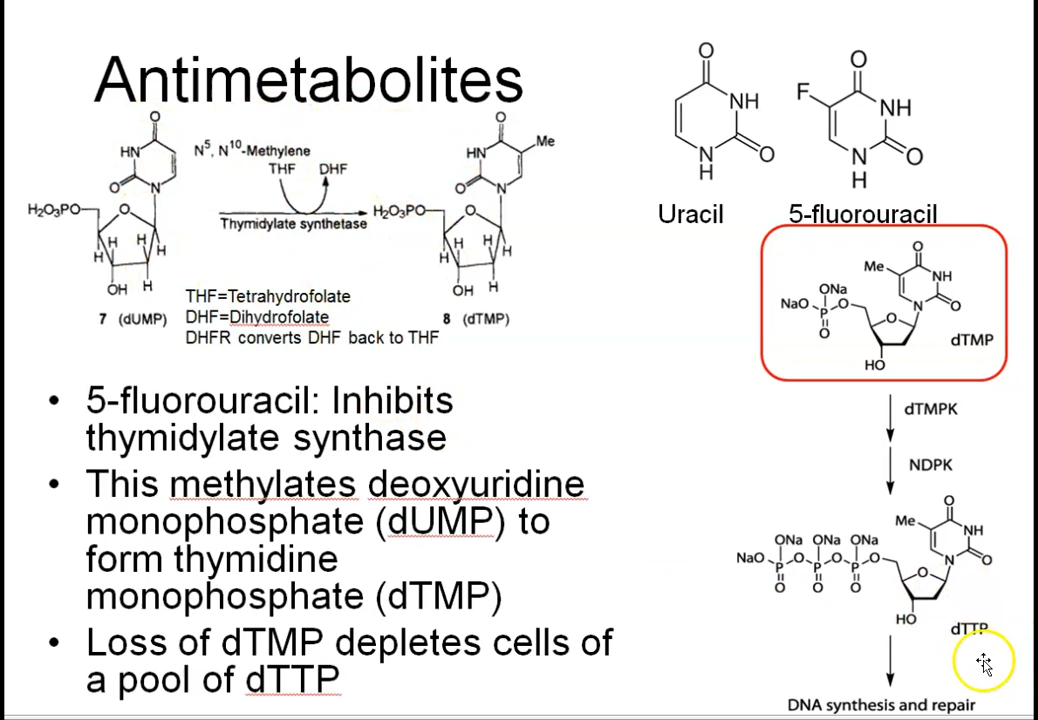 Antimetabolites
O
HN
O
N
H₂O₃PO
O
H
H
H
H
OH
H
7 (dUMP)
N⁵, N¹⁰-Methylene
THF DHF
Thymidylate synthetase
O
Me
HN
O
N
H₂O₃PO
O
H
H
H
H
OH
H
8 (dTMP)
THF=Tetrahydrofolate
DHF=Dihydrofolate
DHFR converts DHF back to THF
• 5-fluorouracil: Inhibits
thymidylate synthase
• This methylates deoxyuridine
monophosphate (dUMP) to
form thymidine
monophosphate (dTMP)
• Loss of dTMP depletes cells of
a pool of dTTP
O
NH
N
H
O
Uracil
O
F
NH
N
H
O
5-fluorouracil
O
Me
NH
ONa
NaO
P
O
O
N
O
O
HO
dTMP
dTMPK
NDPK
O
Me
NH
ONa ONa ONa
NaO P O P O P O
O O O
N
O
O
HO
dTTP
DNA synthesis and repair